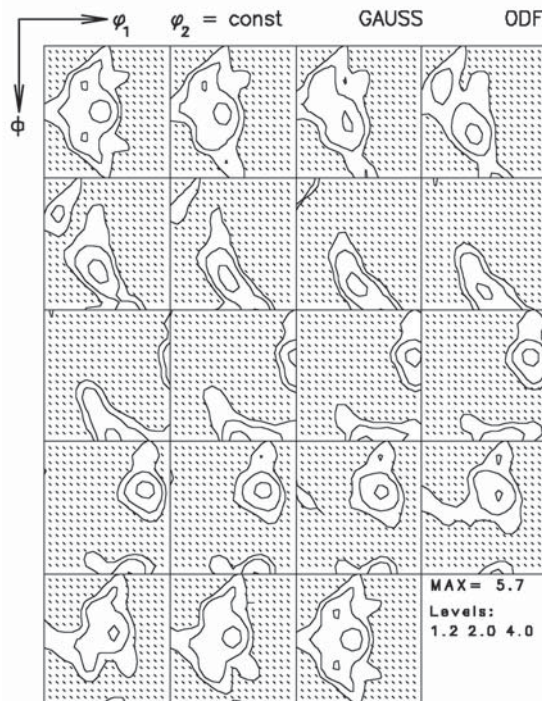 φ₁ φ₂ = const GAUSS ODF
Φ
MAX= 5.7
Levels:
1.2 2.0 4.0